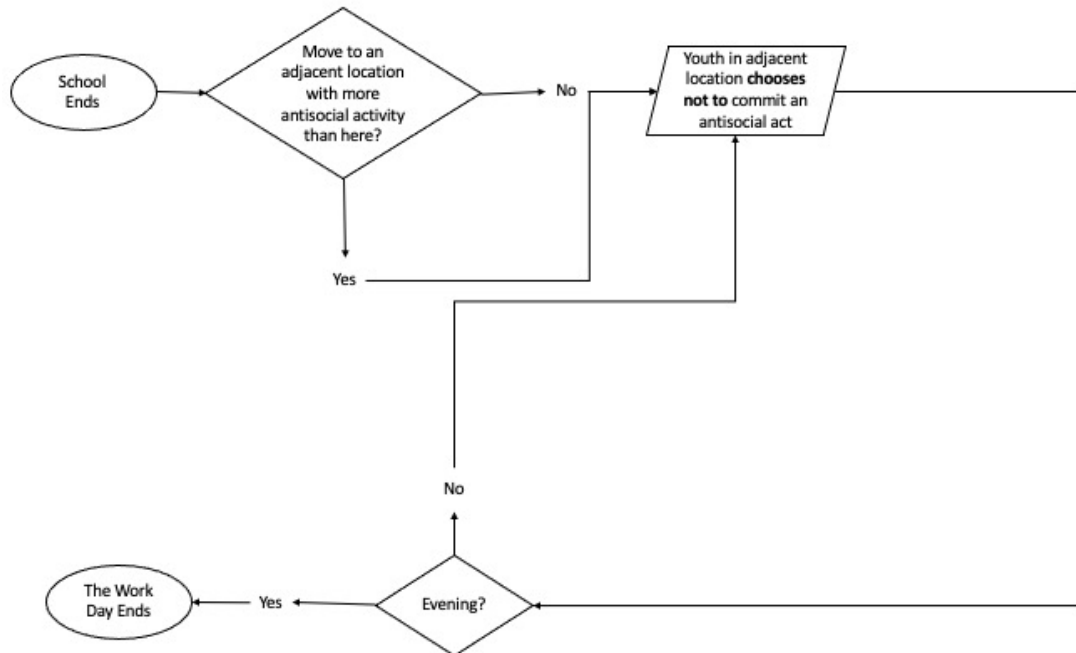 School
Ends
Move to an
adjacent location
with more
antisocial activity
than here?
No
Youth in adjacent
location chooses
not to commit an
antisocial act
Yes
No
The Work
Day Ends
Yes
Evening?